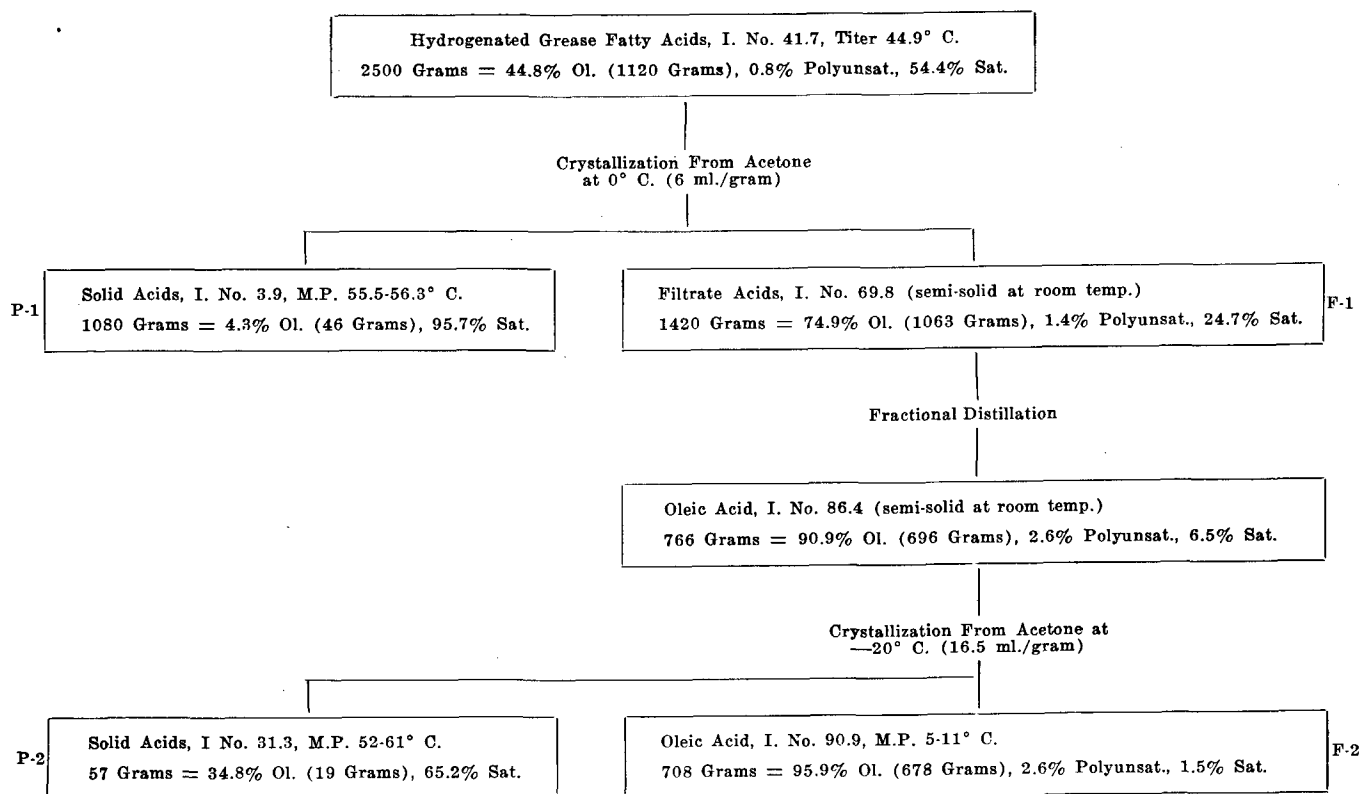 Hydrogenated Grease Fatty Acids, I. No. 41.7, Titer 44.9° C.
2500 Grams = 44.8% Ol. (1120 Grams), 0.8% Polyunsat., 54.4% Sat.
Crystallization From Acetone
at 0° C. (6 ml./gram)
P-1
Solid Acids, I. No. 3.9, M.P. 55.5-56.3° C.
1080 Grams = 4.3% Ol. (46 Grams), 95.7% Sat.
Filtrate Acids, I. No. 69.8 (semi-solid at room temp.)
1420 Grams = 74.9% Ol. (1063 Grams), 1.4% Polyunsat., 24.7% Sat.
F-1
Fractional Distillation
Oleic Acid, I. No. 86.4 (semi-solid at room temp.)
766 Grams = 90.9% Ol. (696 Grams), 2.6% Polyunsat., 6.5% Sat.
Crystallization From Acetone at
—20° C. (16.5 ml./gram)
P-2
Solid Acids, I No. 31.3, M.P. 52-61° C.
57 Grams = 34.8% Ol. (19 Grams), 65.2% Sat.
Oleic Acid, I. No. 90.9, M.P. 5-11° C.
708 Grams = 95.9% Ol. (678 Grams), 2.6% Polyunsat., 1.5% Sat.
F-2